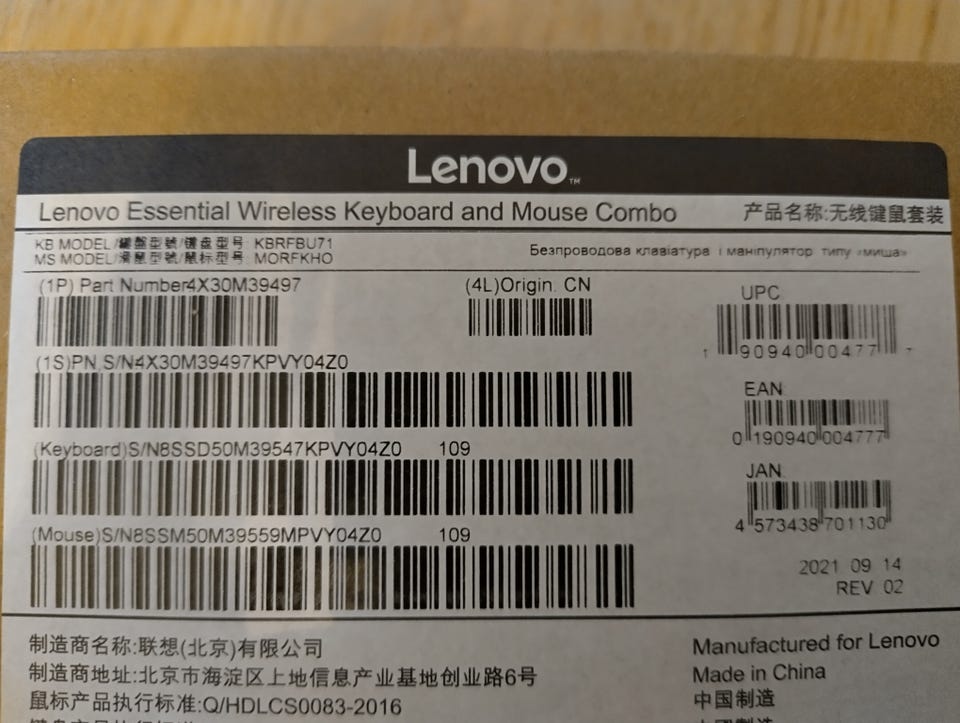 Lenovo™
Lenovo Essential Wireless Keyboard and Mouse Combo 产品名称:无线键鼠套装
KB MODEL/鍵盤型號/键盘型号: KBRFBU71
MS MODEL/滑鼠型號/鼠标型号: MORFKHO
Безпроводова клавіатура і маніпулятор типу «миша»
(1P) Part Number4X30M39497
(4L)Origin: CN
UPC
1 90940 00477 7
(1S)PN,S/N4X30M39497KPVY04Z0
EAN
0 190940 004777
(Keyboard)S/N8SSD50M39547KPVY04Z0 109
JAN
4 573438 701130
(Mouse)S/N8SSM50M39559MPVY04Z0 109
2021 09 14
REV 02
制造商名称:联想(北京)有限公司
制造商地址:北京市海淀区上地信息产业基地创业路6号
鼠标产品执行标准:Q/HDLCS0083-2016
Manufactured for Lenovo
Made in China
中国制造